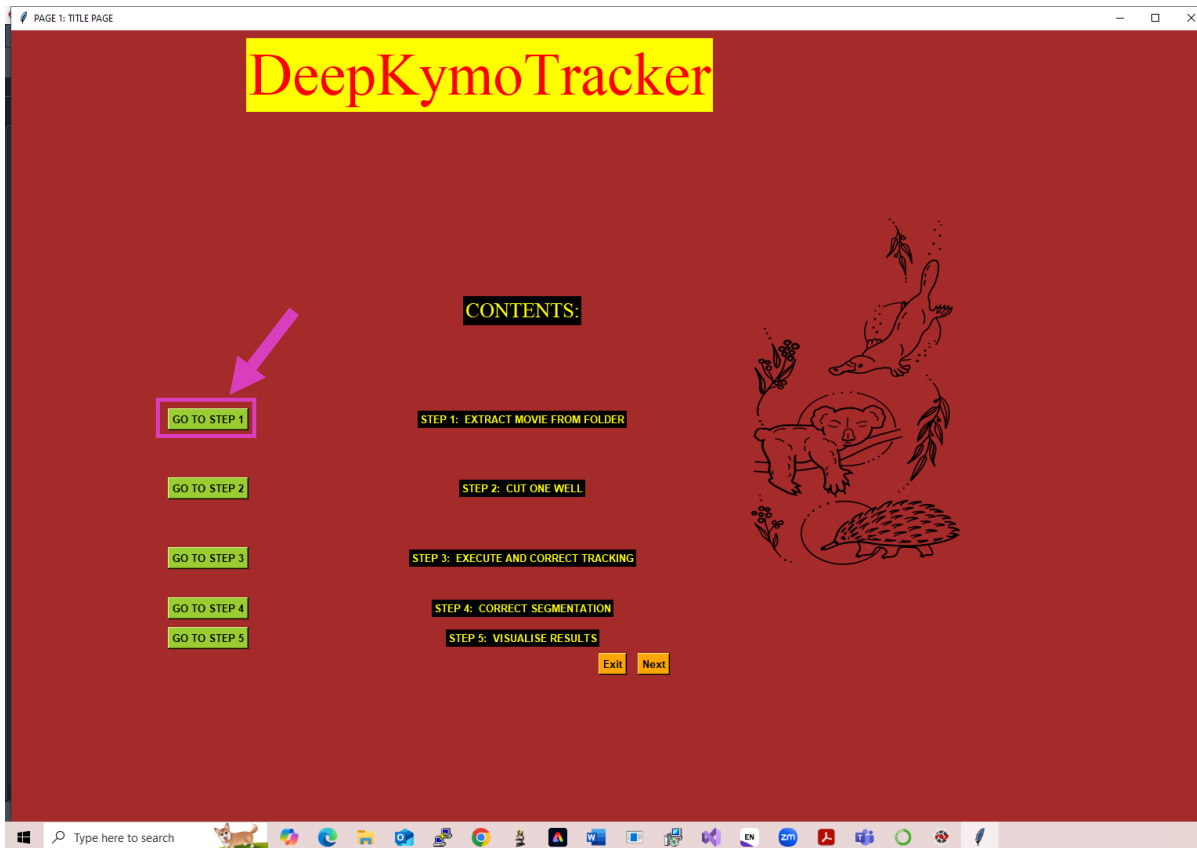 PAGE 1: TITLE PAGE
DeepKymoTracker
CONTENTS:
GO TO STEP 1
STEP 1: EXTRACT MOVIE FROM FOLDER
GO TO STEP 2
STEP 2: CUT ONE WELL
GO TO STEP 3
STEP 3: EXECUTE AND CORRECT TRACKING
GO TO STEP 4
STEP 4: CORRECT SEGMENTATION
GO TO STEP 5
STEP 5: VISUALISE RESULTS
Exit Next
Type here to search
EN
zm